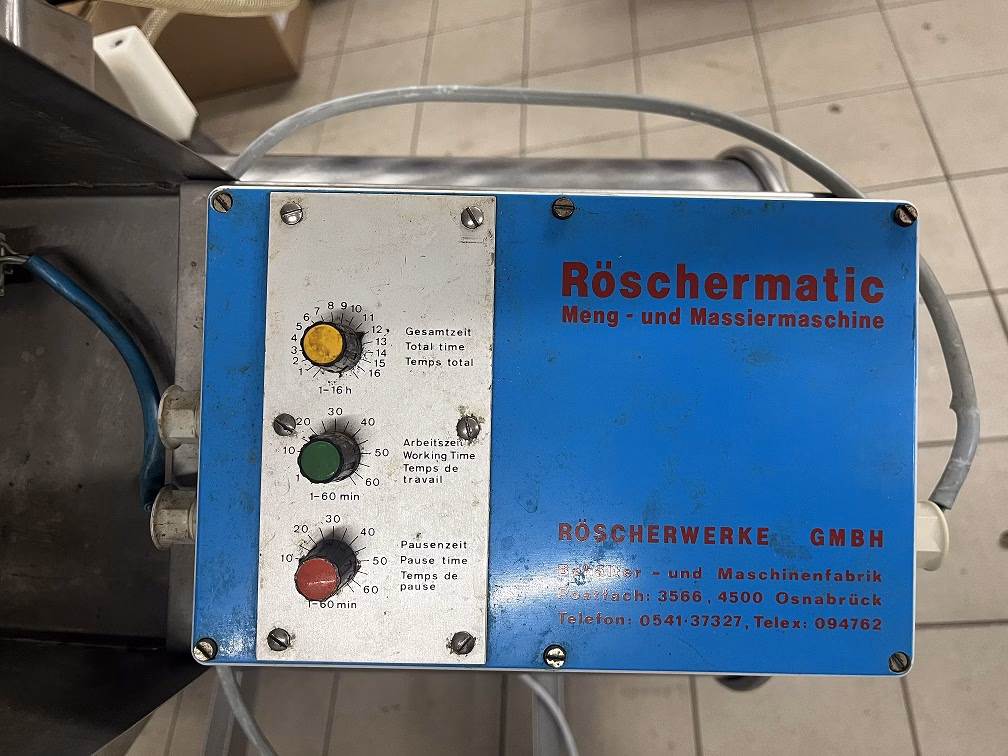 1 2 3 4 5 6 7 8 9 10 11 12 13 14 15 16
1-16 h
Gesamtzeit
Total time
Temps total
1 10 20 30 40 50 60
1-60 min
Arbeitszeit
Working Time
Temps de
travail
10 20 30 40 50 60
1-60 min
Pausenzeit
Pause time
Temps de
pause
Röschermatic
Meng - und Massiermaschine
RÖSCHERWERKE GMBH
Behälter - und Maschinenfabrik
Postfach: 3566, 4500 Osnabrück
Telefon: 0541-37327, Telex: 094762